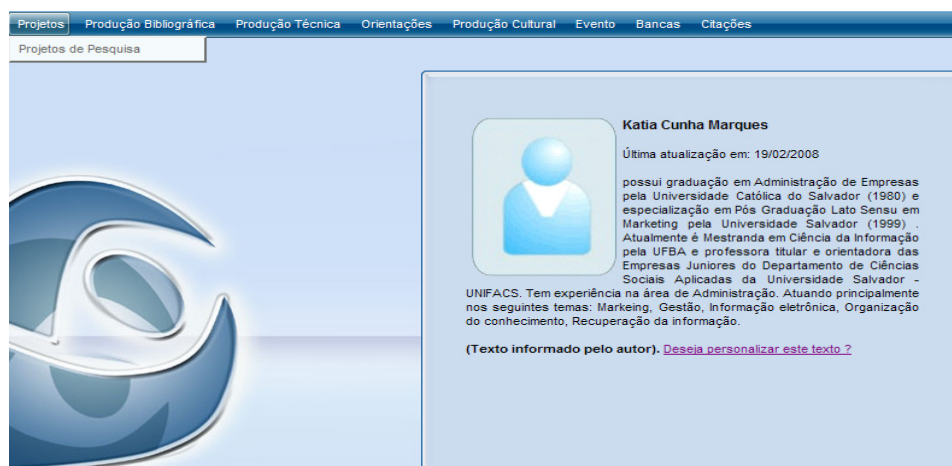 Projetos Produção Bibliográfica Produção Técnica Orientações Produção Cultural Evento Bancas Citações
Projetos de Pesquisa
Katia Cunha Marques
Última atualização em: 19/02/2008
possui graduação em Administração de Empresas
pela Universidade Católica do Salvador (1980) e
especialização em Pós Graduação Lato Sensu em
Marketing pela Universidade Salvador (1999) .
Atualmente é Mestranda em Ciência da Informação
pela UFBA e professora titular e orientadora das
Empresas Juniores do Departamento de Ciências
Sociais Aplicadas da Universidade Salvador -
UNIFACS. Tem experiência na área de Administração. Atuando principalmente
nos seguintes temas: Markeing, Gestão, Informação eletrônica, Organização
do conhecimento, Recuperação da informação.
(Texto informado pelo autor). Deseja personalizar este texto ?